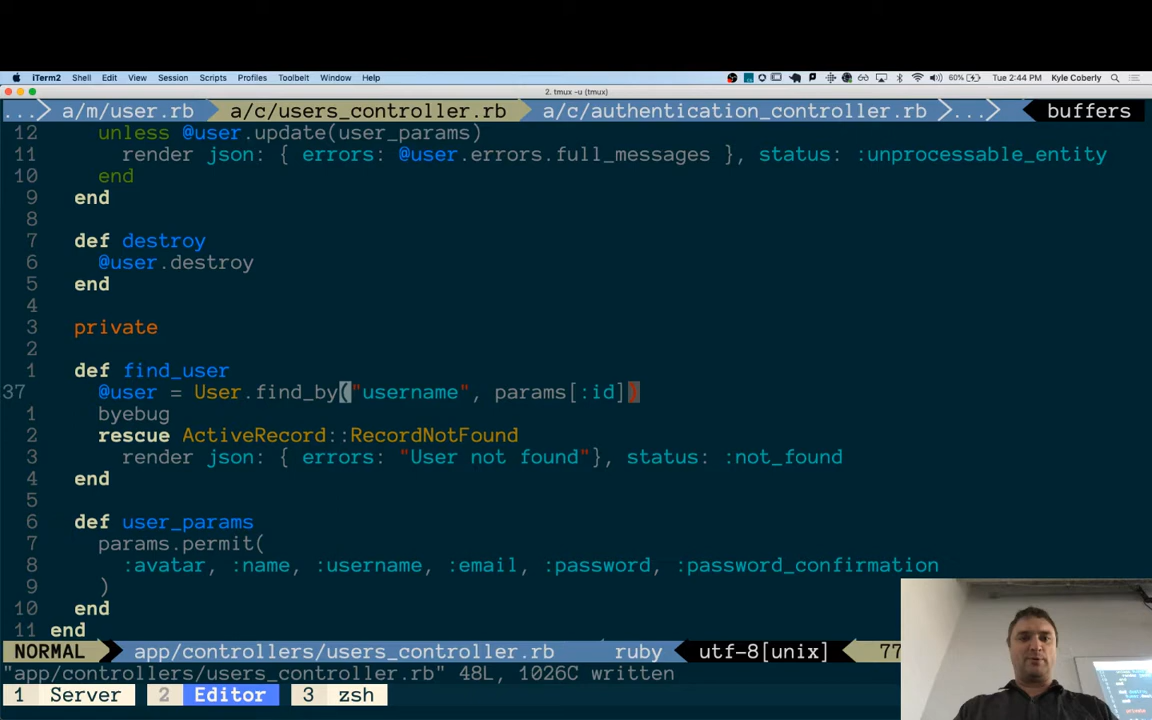 iTerm2 Shell Edit View Session Scripts Profiles Toolbelt Window Help 60% Tue 2:44 PM Kyle Coberly
2. tmux -u (tmux)
... a/m/user.rb a/c/users_controller.rb a/c/authentication_controller.rb ... buffers
12 unless @user.update(user_params)
11 render json: { errors: @user.errors.full_messages }, status: :unprocessable_entity
10 end
9 end
8
7 def destroy
6 @user.destroy
5 end
4
3 private
2
1 def find_user
37 @user = User.find_by("username", params[:id])
1 byebug
2 rescue ActiveRecord::RecordNotFound
3 render json: { errors: "User not found"}, status: :not_found
4 end
5
6 def user_params
7 params.permit(
8 :avatar, :name, :username, :email, :password, :password_confirmation
9 )
10 end
11 end
NORMAL app/controllers/users_controller.rb ruby utf-8[unix] 77
"app/controllers/users_controller.rb" 48L, 1026C written
1 Server 2 Editor 3 zsh